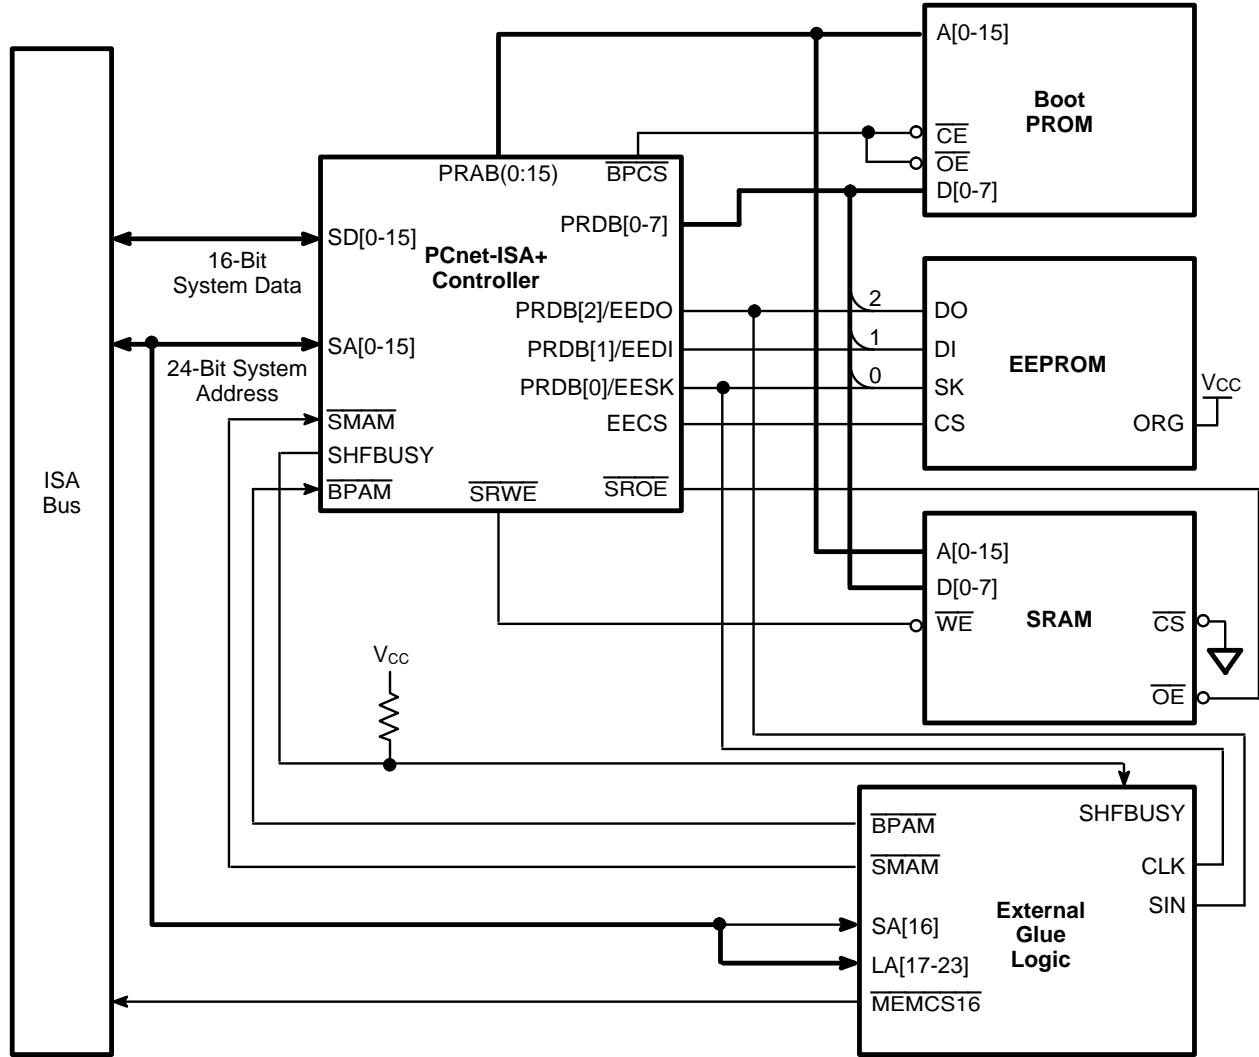 ISA
Bus
16-Bit
System Data
24-Bit System
Address
PRAB(0:15)
BPCS
SD[0-15]
PRDB[0-7]
PCnet-ISA+
Controller
PRDB[2]/EEDO
SA[0-15]
PRDB[1]/EEDI
PRDB[0]/EESK
SMAM
EECS
SHFBUSY
BPAM
SRWE
SROE
A[0-15]
Boot
PROM
CE
OE
D[0-7]
2
DO
1
DI
EEPROM
0
SK
VCC
CS
ORG
A[0-15]
D[0-7]
WE
SRAM
CS
OE
VCC
SHFBUSY
BPAM
SMAM
CLK
SIN
External
Glue
Logic
SA[16]
LA[17-23]
MEMCS16